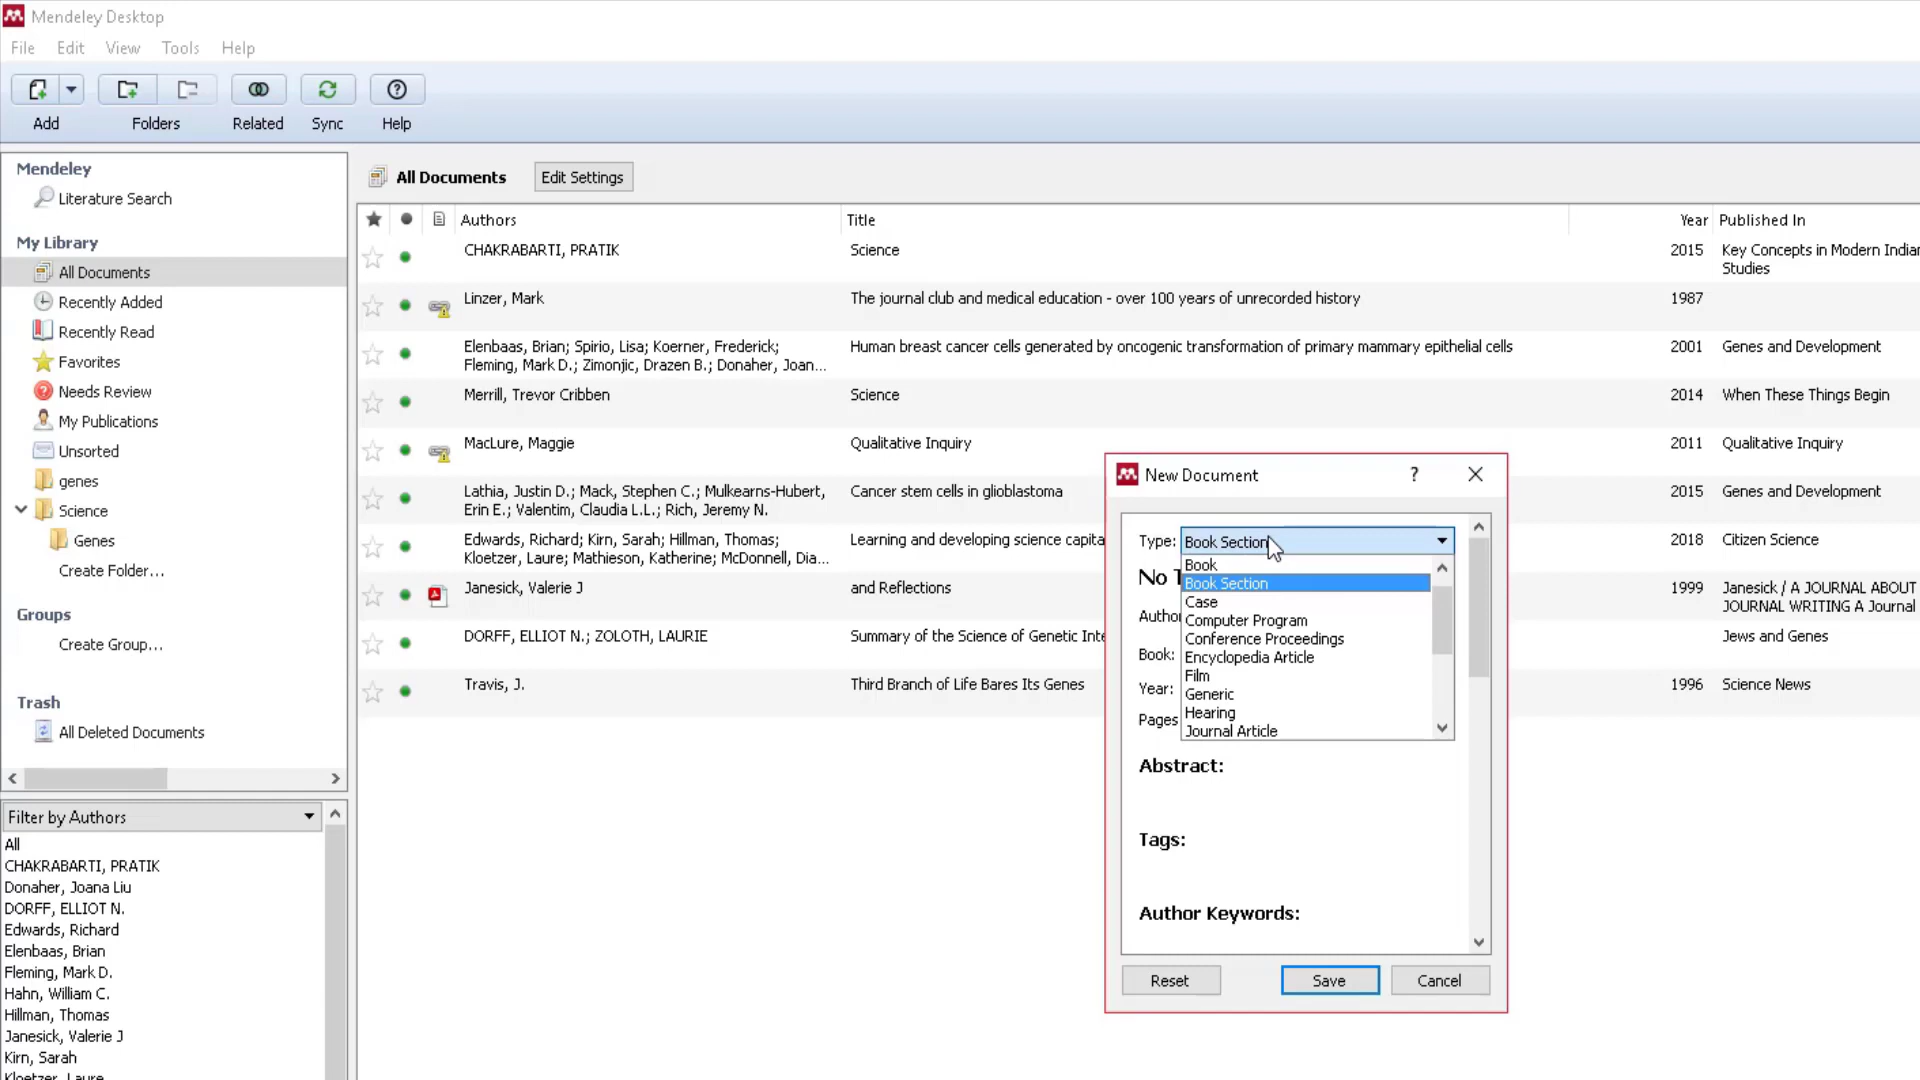 Mendeley Desktop
File Edit View Tools Help
Add Folders Related Sync Help
Mendeley
Literature Search
My Library
All Documents
Recently Added
Recently Read
Favorites
Needs Review
My Publications
Unsorted
genes
Science
Genes
Create Folder...
Groups
Create Group...
Trash
All Deleted Documents
Filter by Authors
All
CHAKRABARTI, PRATIK
Donaher, Joana Liu
DORFF, ELLIOT N.
Edwards, Richard
Elenbaas, Brian
Fleming, Mark D.
Hahn, William C.
Hillman, Thomas
Janesick, Valerie J
Kirn, Sarah
Kloetzer, Laure
All Documents Edit Settings
Authors Title Year Published In
CHAKRABARTI, PRATIK Science 2015 Key Concepts in Modern Indian
Studies
Linzer, Mark The journal club and medical education - over 100 years of unrecorded history 1987
Elenbaas, Brian; Spirio, Lisa; Koerner, Frederick; Human breast cancer cells generated by oncogenic transformation of primary mammary epithelial cells 2001 Genes and Development
Fleming, Mark D.; Zimonjic, Drazen B.; Donaher, Joan...
Merrill, Trevor Cribben Science 2014 When These Things Begin
MacLure, Maggie Qualitative Inquiry 2011 Qualitative Inquiry
Lathia, Justin D.; Mack, Stephen C.; Mulkearns-Hubert, Cancer stem cells in glioblastoma 2015 Genes and Development
Erin E.; Valentim, Claudia L.L.; Rich, Jeremy N.
Edwards, Richard; Kirn, Sarah; Hillman, Thomas; Learning and developing science capita 2018 Citizen Science
Kloetzer, Laure; Mathieson, Katherine; McDonnell, Dia...
Janesick, Valerie J and Reflections 1999 Janesick / A JOURNAL ABOUT
JOURNAL WRITING A Journal
DORFF, ELLIOT N.; ZOLOTH, LAURIE Summary of the Science of Genetic Inte Jews and Genes
Travis, J. Third Branch of Life Bares Its Genes 1996 Science News
New Document ?
Type: Book Section
No T
Autho
Book:
Year:
Pages
Book
Book Section
Case
Computer Program
Conference Proceedings
Encyclopedia Article
Film
Generic
Hearing
Journal Article
Abstract:
Tags:
Author Keywords:
Reset Save Cancel